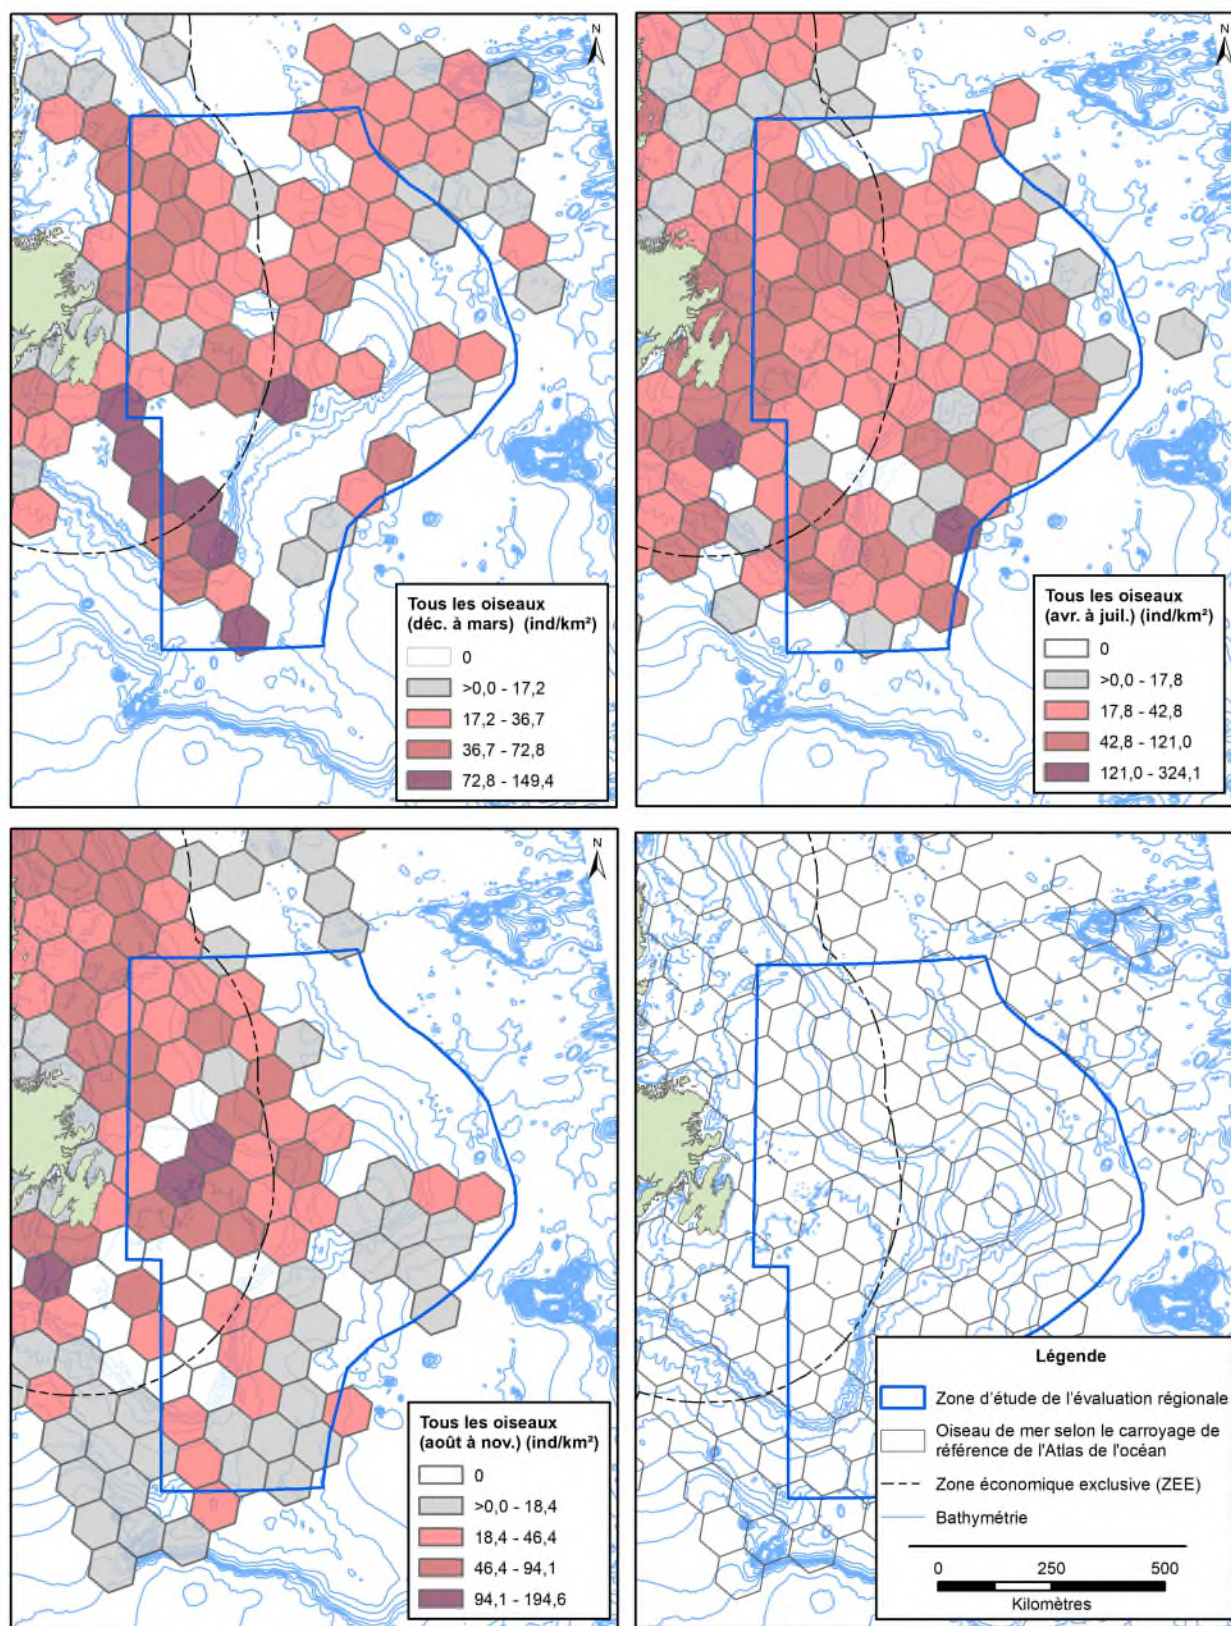 N
Tous les oiseaux
(déc. à mars) (ind/km²)
0
>0,0 - 17,2
17,2 - 36,7
36,7 - 72,8
72,8 - 149,4
N
Tous les oiseaux
(avr. à juil.) (ind/km²)
0
>0,0 - 17,8
17,8 - 42,8
42,8 - 121,0
121,0 - 324,1
N
Tous les oiseaux
(août à nov.) (ind/km²)
0
>0,0 - 18,4
18,4 - 46,4
46,4 - 94,1
94,1 - 194,6
Légende
Zone d'étude de l'évaluation régionale
Oiseau de mer selon le carroyage de
référence de l'Atlas de l'océan
Zone économique exclusive (ZEE)
Bathymétrie
0 250 500
Kilomètres